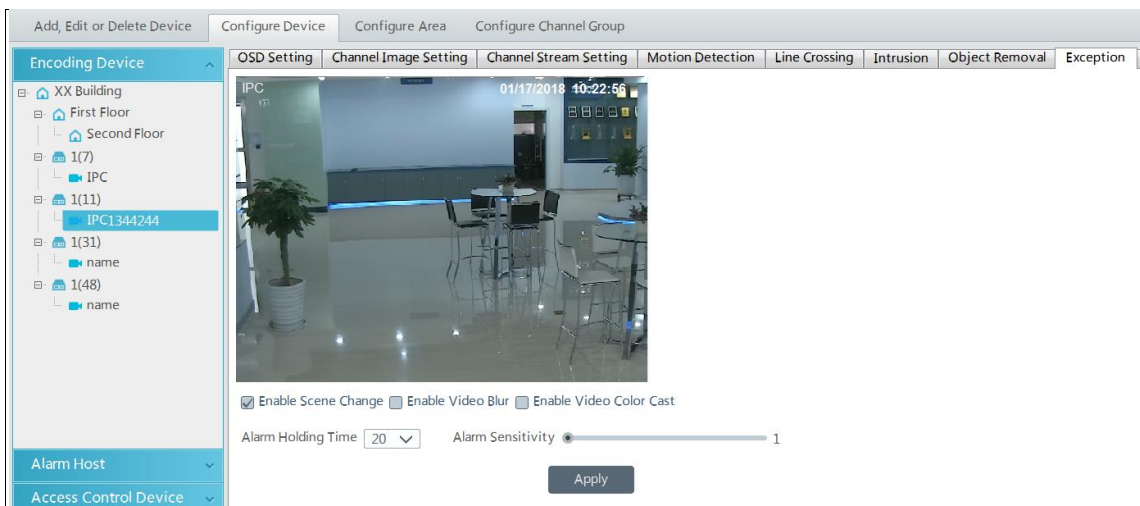 Add, Edit or Delete Device Configure Device Configure Area Configure Channel Group
Encoding Device
OSD Setting Channel Image Setting Channel Stream Setting Motion Detection Line Crossing Intrusion Object Removal Exception
XX Building
First Floor
Second Floor
1(7)
IPC
1(11)
IPC1344244
1(31)
name
1(48)
name
IPC 01/17/2018 10:22:56
Enable Scene Change Enable Video Blur Enable Video Color Cast
Alarm Holding Time 20 Alarm Sensitivity 1
Apply
Alarm Host
Access Control Device